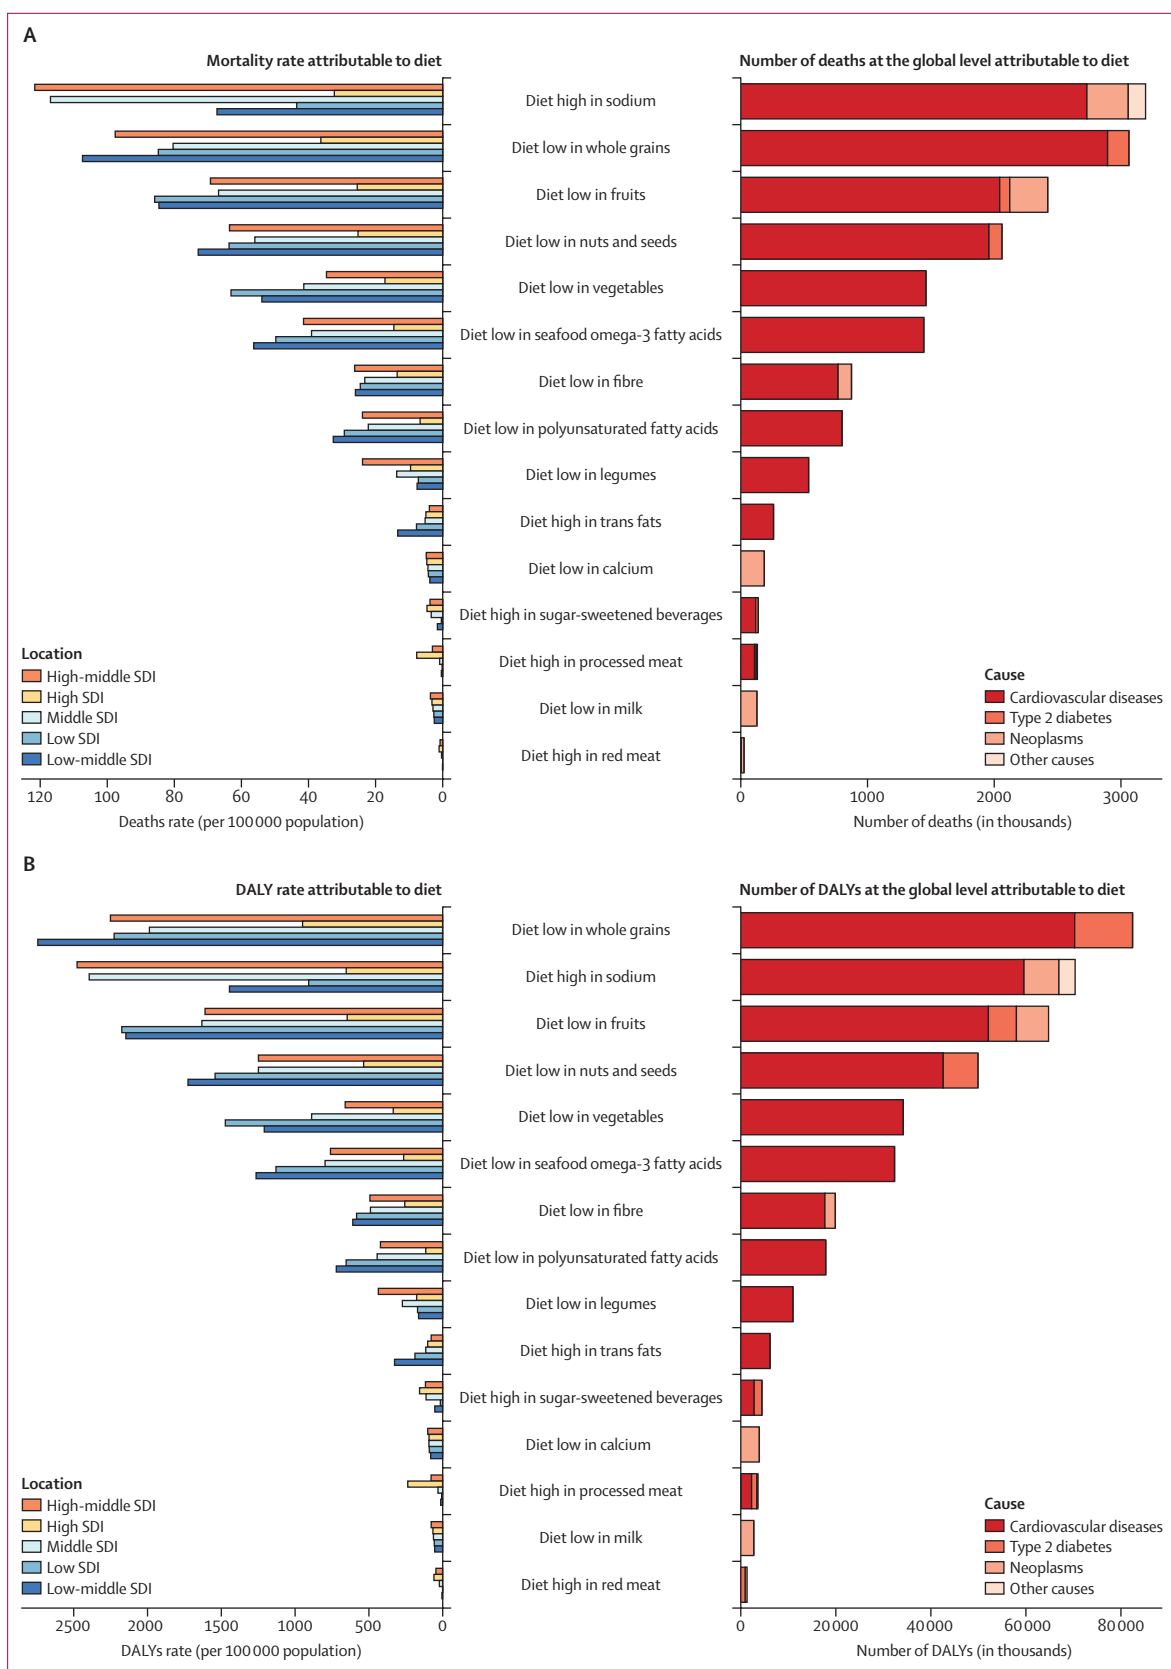 A
Mortality rate attributable to diet
Number of deaths at the global level attributable to diet
Diet high in sodium
Diet low in whole grains
Diet low in fruits
Diet low in nuts and seeds
Diet low in vegetables
Diet low in seafood omega-3 fatty acids
Diet low in fibre
Diet low in polyunsaturated fatty acids
Diet low in legumes
Diet high in trans fats
Diet low in calcium
Diet high in sugar-sweetened beverages
Diet high in processed meat
Diet low in milk
Diet high in red meat
Location
High-middle SDI
High SDI
Middle SDI
Low SDI
Low-middle SDI
Cause
Cardiovascular diseases
Type 2 diabetes
Neoplasms
Other causes
120 100 80 60 40 20 0
Deaths rate (per 100 000 population)
0 1000 2000 3000
Number of deaths (in thousands)
B
DALY rate attributable to diet
Number of DALYs at the global level attributable to diet
Diet low in whole grains
Diet high in sodium
Diet low in fruits
Diet low in nuts and seeds
Diet low in vegetables
Diet low in seafood omega-3 fatty acids
Diet low in fibre
Diet low in polyunsaturated fatty acids
Diet low in legumes
Diet high in trans fats
Diet high in sugar-sweetened beverages
Diet low in calcium
Diet high in processed meat
Diet low in milk
Diet high in red meat
Location
High-middle SDI
High SDI
Middle SDI
Low SDI
Low-middle SDI
Cause
Cardiovascular diseases
Type 2 diabetes
Neoplasms
Other causes
2500 2000 1500 1000 500 0
DALYs rate (per 100 000 population)
0 20 000 40 000 60 000 80 000
Number of DALYs (in thousands)